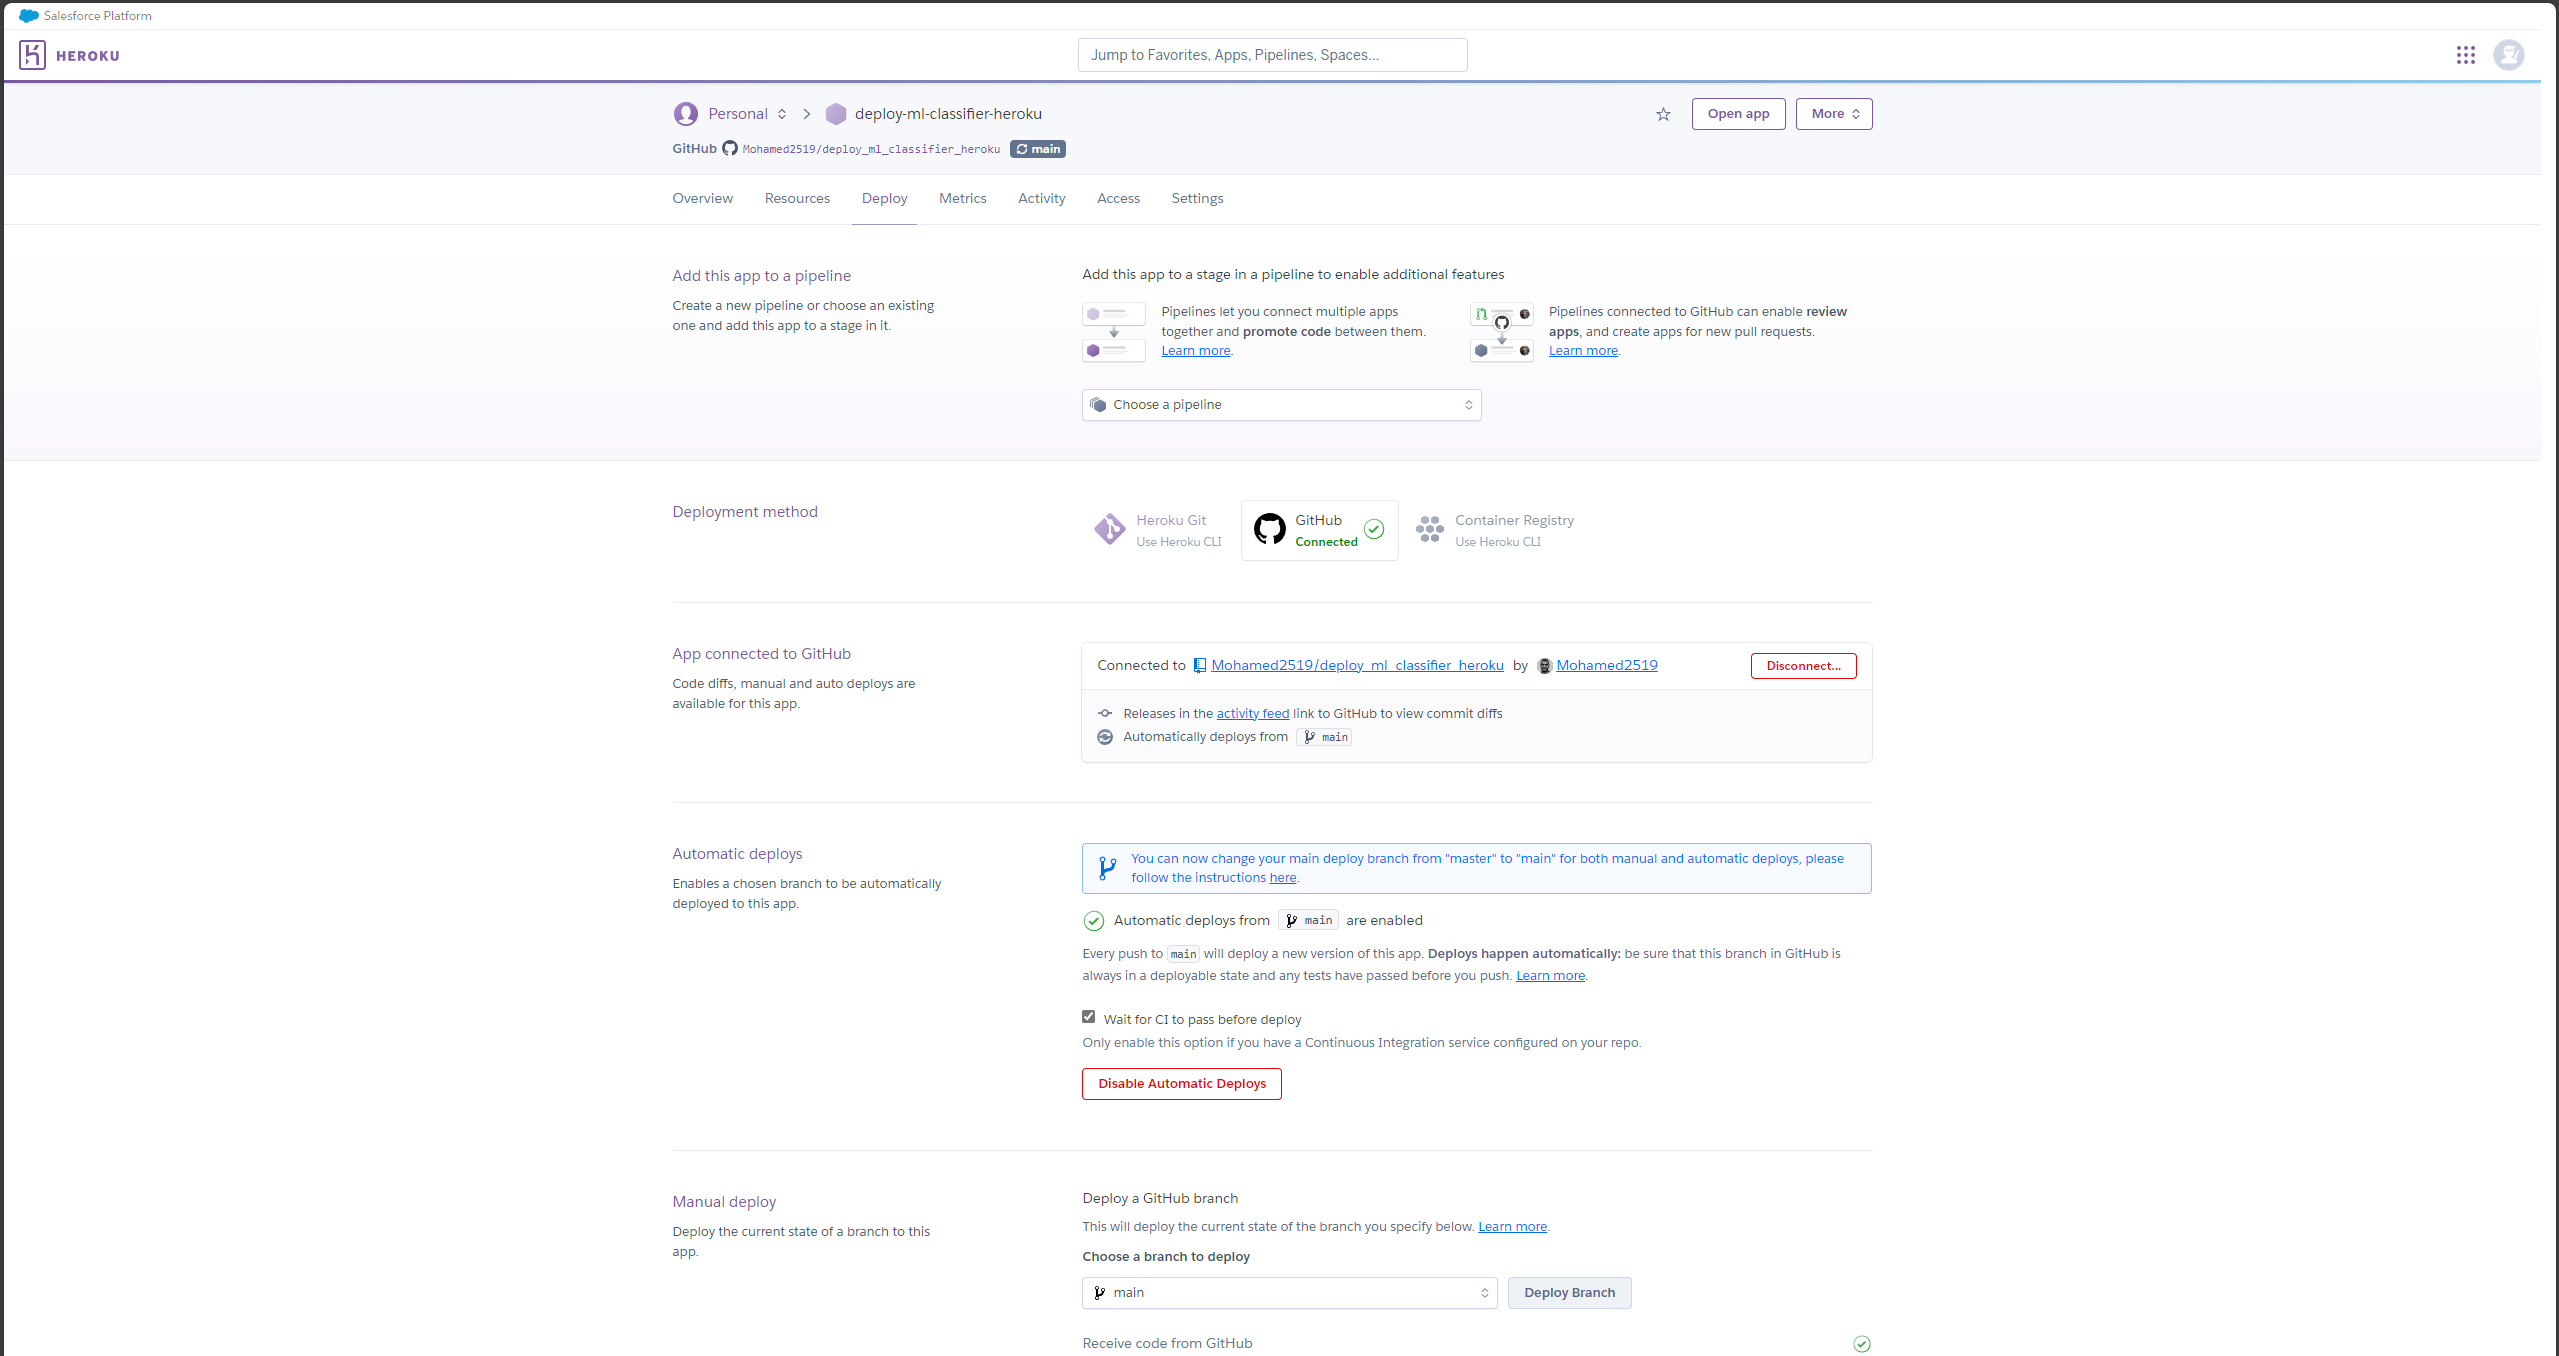 Salesforce Platform
HEROKU
Jump to Favorites, Apps, Pipelines, Spaces...
Personal
deploy-ml-classifier-heroku
Open app
More
GitHub Mohamed2519/deploy_ml_classifier_heroku main
Overview Resources Deploy Metrics Activity Access Settings
Add this app to a pipeline
Create a new pipeline or choose an existing
one and add this app to a stage in it.
Add this app to a stage in a pipeline to enable additional features
Pipelines let you connect multiple apps
together and promote code between them.
Learn more.
Pipelines connected to GitHub can enable review
apps, and create apps for new pull requests.
Learn more.
Choose a pipeline
Deployment method
Heroku Git
Use Heroku CLI
GitHub
Connected
Container Registry
Use Heroku CLI
App connected to GitHub
Code diffs, manual and auto deploys are
available for this app.
Connected to Mohamed2519/deploy_ml_classifier_heroku by Mohamed2519
Disconnect...
Releases in the activity feed link to GitHub to view commit diffs
Automatically deploys from main
Automatic deploys
Enables a chosen branch to be automatically
deployed to this app.
You can now change your main deploy branch from "master" to "main" for both manual and automatic deploys, please
follow the instructions here.
Automatic deploys from main are enabled
Every push to main will deploy a new version of this app. Deploys happen automatically: be sure that this branch in GitHub is
always in a deployable state and any tests have passed before you push. Learn more.
Wait for CI to pass before deploy
Only enable this option if you have a Continuous Integration service configured on your repo.
Disable Automatic Deploys
Manual deploy
Deploy the current state of a branch to this
app.
Deploy a GitHub branch
This will deploy the current state of the branch you specify below. Learn more.
Choose a branch to deploy
main
Deploy Branch
Receive code from GitHub